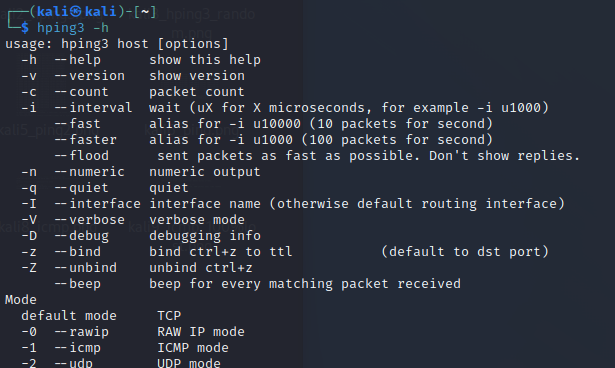 ┌──(kali㉿kali)-[~]
└─$ hping3 -h
usage: hping3 host [options]
  -h  --help      show this help
  -v  --version   show version
  -c  --count     packet count
  -i  --interval  wait (uX for X microseconds, for example -i u1000)
      --fast      alias for -i u10000 (10 packets for second)
      --faster    alias for -i u1000 (100 packets for second)
      --flood      sent packets as fast as possible. Don't show replies.
  -n  --numeric   numeric output
  -q  --quiet     quiet
  -I  --interface interface name (otherwise default routing interface)
  -V  --verbose   verbose mode
  -D  --debug     debugging info
  -z  --bind      bind ctrl+z to ttl           (default to dst port)
  -Z  --unbind    unbind ctrl+z
      --beep      beep for every matching packet received
Mode
  default mode     TCP
  -0  --rawip      RAW IP mode
  -1  --icmp       ICMP mode
  -2  --udp        UDP mode